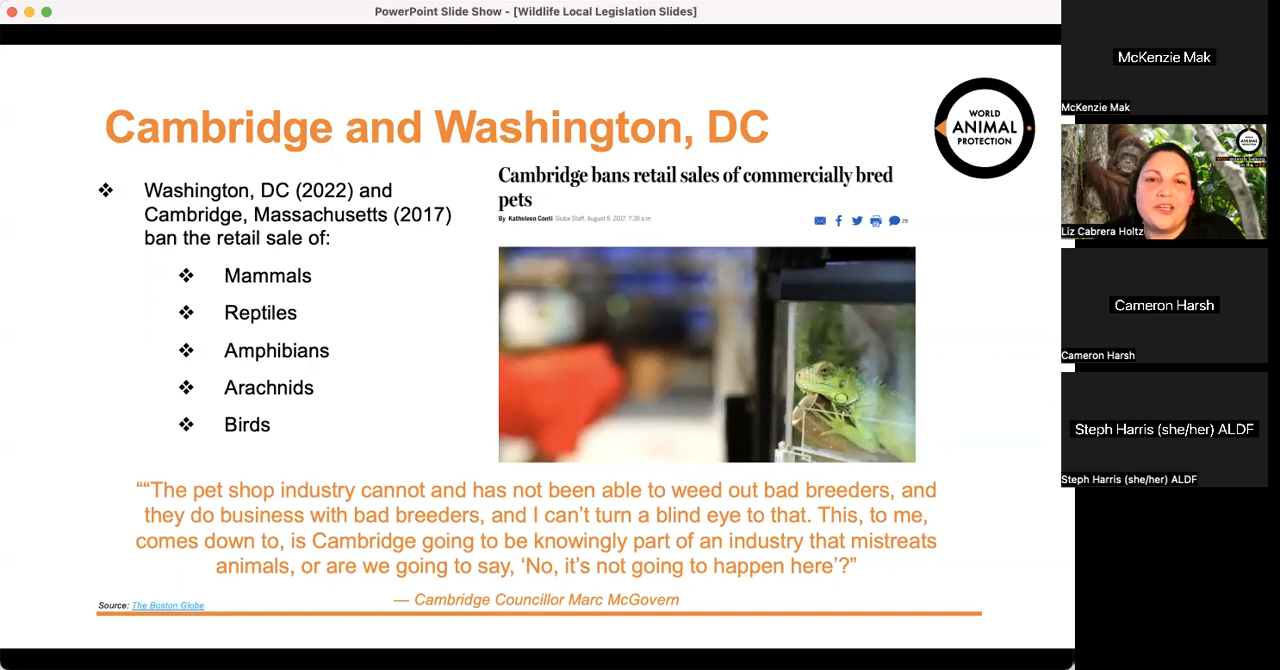 PowerPoint Slide Show - [Wildlife Local Legislation Slides]
Cambridge and Washington, DC
WORLD
ANIMAL
PROTECTION
❖ Washington, DC (2022) and
Cambridge, Massachusetts (2017)
ban the retail sale of:
❖ Mammals
❖ Reptiles
❖ Amphibians
❖ Arachnids
❖ Birds
Cambridge bans retail sales of commercially bred
pets
By Katheleen Conti Globe Staff, August 8, 2017, 7:39 a.m.
““The pet shop industry cannot and has not been able to weed out bad breeders, and
they do business with bad breeders, and I can’t turn a blind eye to that. This, to me,
comes down to, is Cambridge going to be knowingly part of an industry that mistreats
animals, or are we going to say, ‘No, it’s not going to happen here’?”
— Cambridge Councillor Marc McGovern
Source: The Boston Globe
McKenzie Mak
McKenzie Mak
WORLD
ANIMAL
PROTECTION
Liz Cabrera Holtz
Cameron Harsh
Cameron Harsh
Steph Harris (she/her) ALDF
Steph Harris (she/her) ALDF